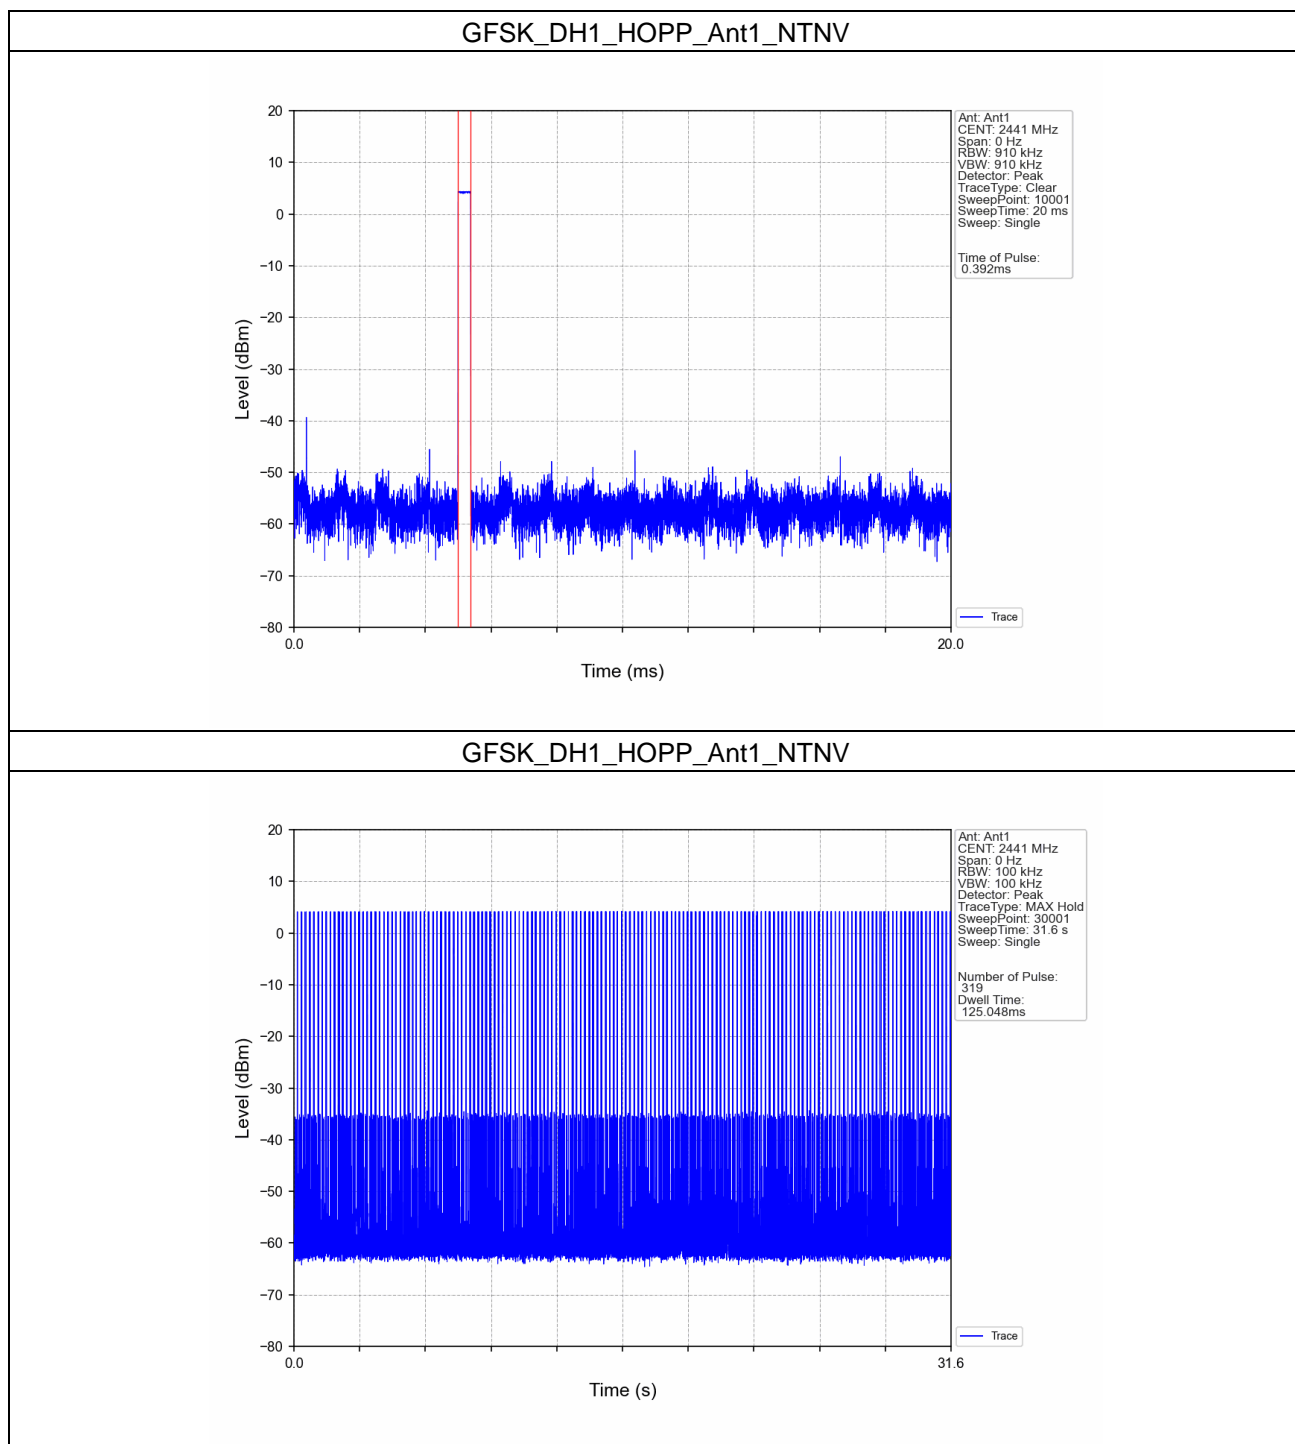 GFSK_DH1_HOPP_Ant1_NTNV
20
10
0
−10
−20
−30
−40
−50
−60
−70
−80
Level (dBm)
0.0
20.0
Time (ms)
Ant: Ant1
CENT: 2441 MHz
Span: 0 Hz
RBW: 910 kHz
VBW: 910 kHz
Detector: Peak
TraceType: Clear
SweepPoint: 10001
SweepTime: 20 ms
Sweep: Single
Time of Pulse:
0.392ms
Trace
GFSK_DH1_HOPP_Ant1_NTNV
20
10
0
−10
−20
−30
−40
−50
−60
−70
−80
Level (dBm)
0.0
31.6
Time (s)
Ant: Ant1
CENT: 2441 MHz
Span: 0 Hz
RBW: 100 kHz
VBW: 100 kHz
Detector: Peak
TraceType: MAX Hold
SweepPoint: 30001
SweepTime: 31.6 s
Sweep: Single
Number of Pulse:
319
Dwell Time:
125.048ms
Trace